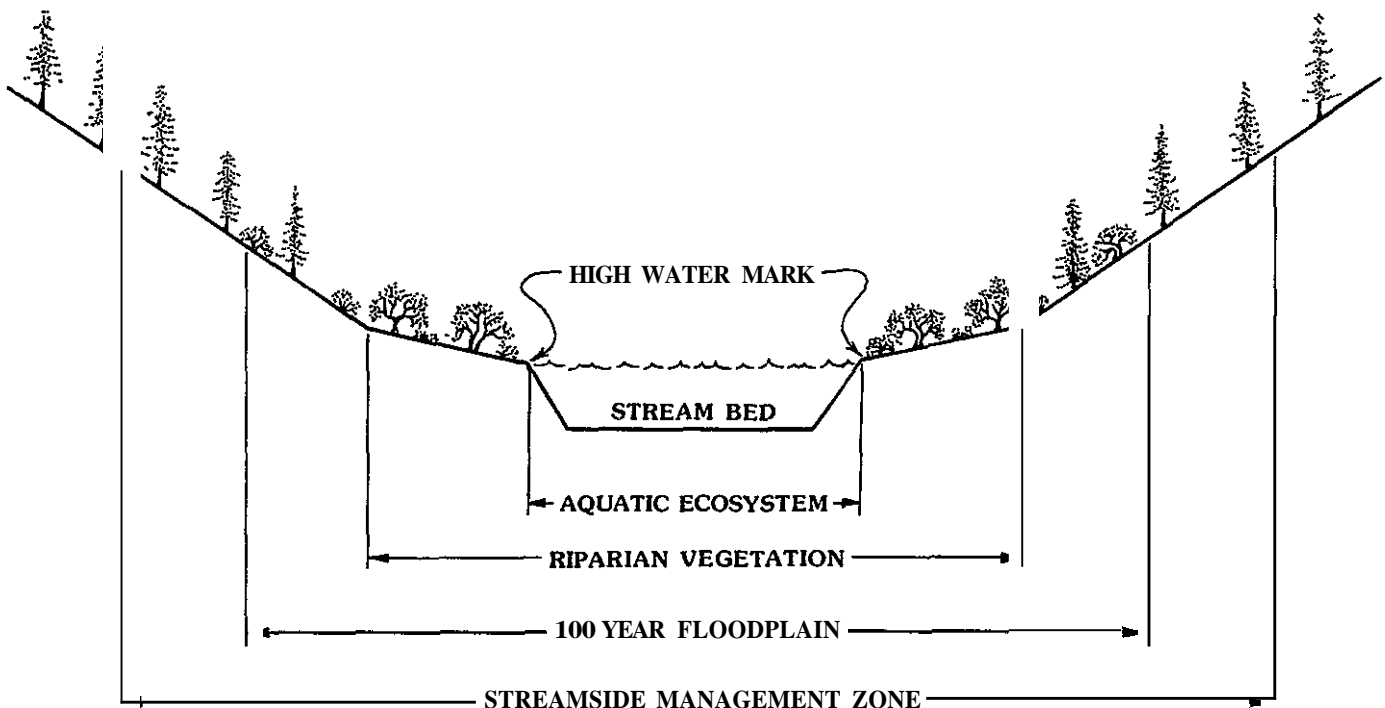 HIGH WATER MARK
STREAM BED
AQUATIC ECOSYSTEM
RIPARIAN VEGETATION
100 YEAR FLOODPLAIN
STREAMSIDE MANAGEMENT ZONE